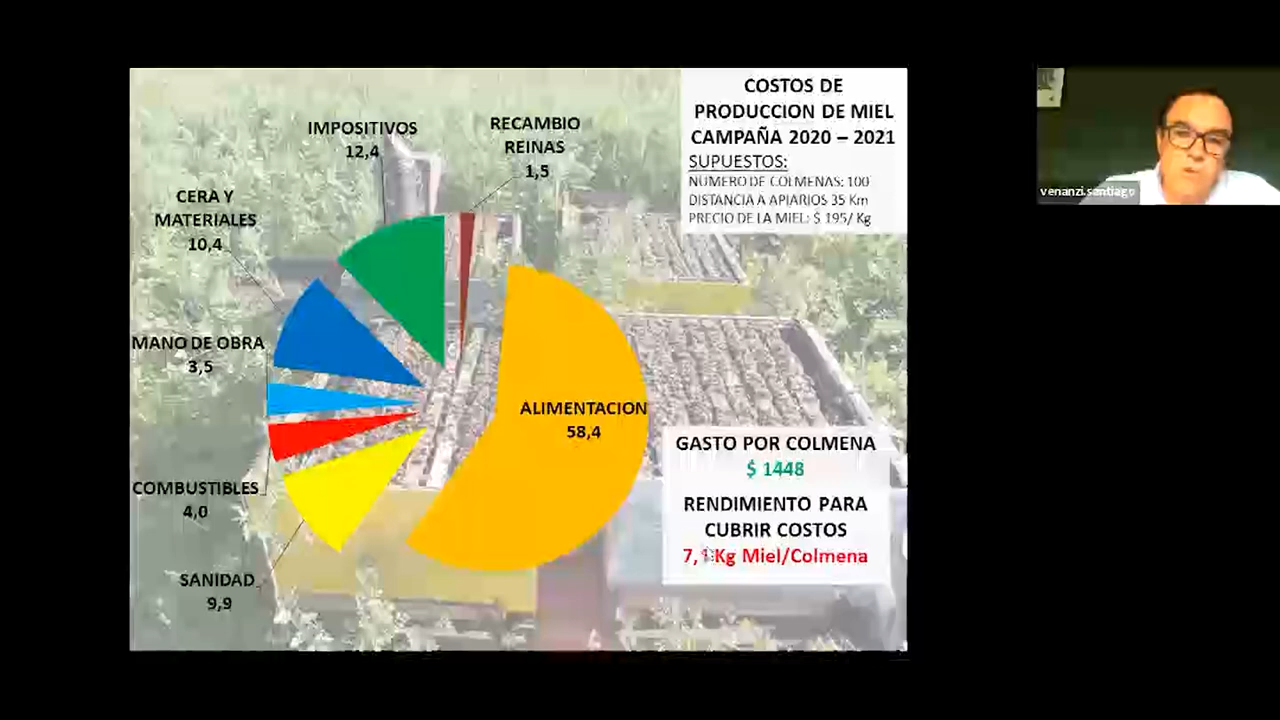 COSTOS DE
PRODUCCION DE MIEL
CAMPAÑA 2020 – 2021
SUPUESTOS:
NÚMERO DE COLMENAS: 100
DISTANCIA A APIARIOS 35 Km
PRECIO DE LA MIEL: $ 195/ Kg
IMPOSITIVOS
12,4
RECAMBIO
REINAS
1,5
CERA Y
MATERIALES
10,4
MANO DE OBRA
3,5
COMBUSTIBLES
4,0
SANIDAD
9,9
ALIMENTACION
58,4
GASTO POR COLMENA
$ 1448
RENDIMIENTO PARA
CUBRIR COSTOS
Kg Miel/Colmena
venanzi.santiago